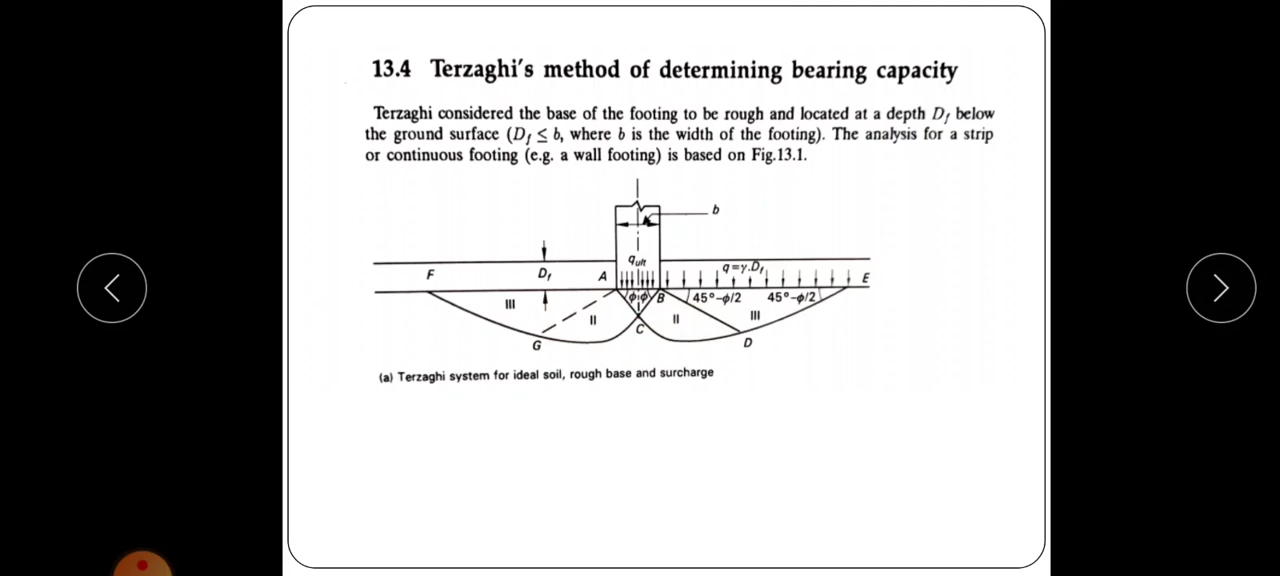 13.4 Terzaghi's method of determining bearing capacity
Terzaghi considered the base of the footing to be rough and located at a depth D_f below
the ground surface (D_f ≤ b, where b is the width of the footing). The analysis for a strip
or continuous footing (e.g. a wall footing) is based on Fig.13.1.
b
q_ult
q=γ.D_f
F
D_f
A
E
φ φ
B
45°-φ/2
45°-φ/2
III
II
C
II
III
G
D
(a) Terzaghi system for ideal soil, rough base and surcharge